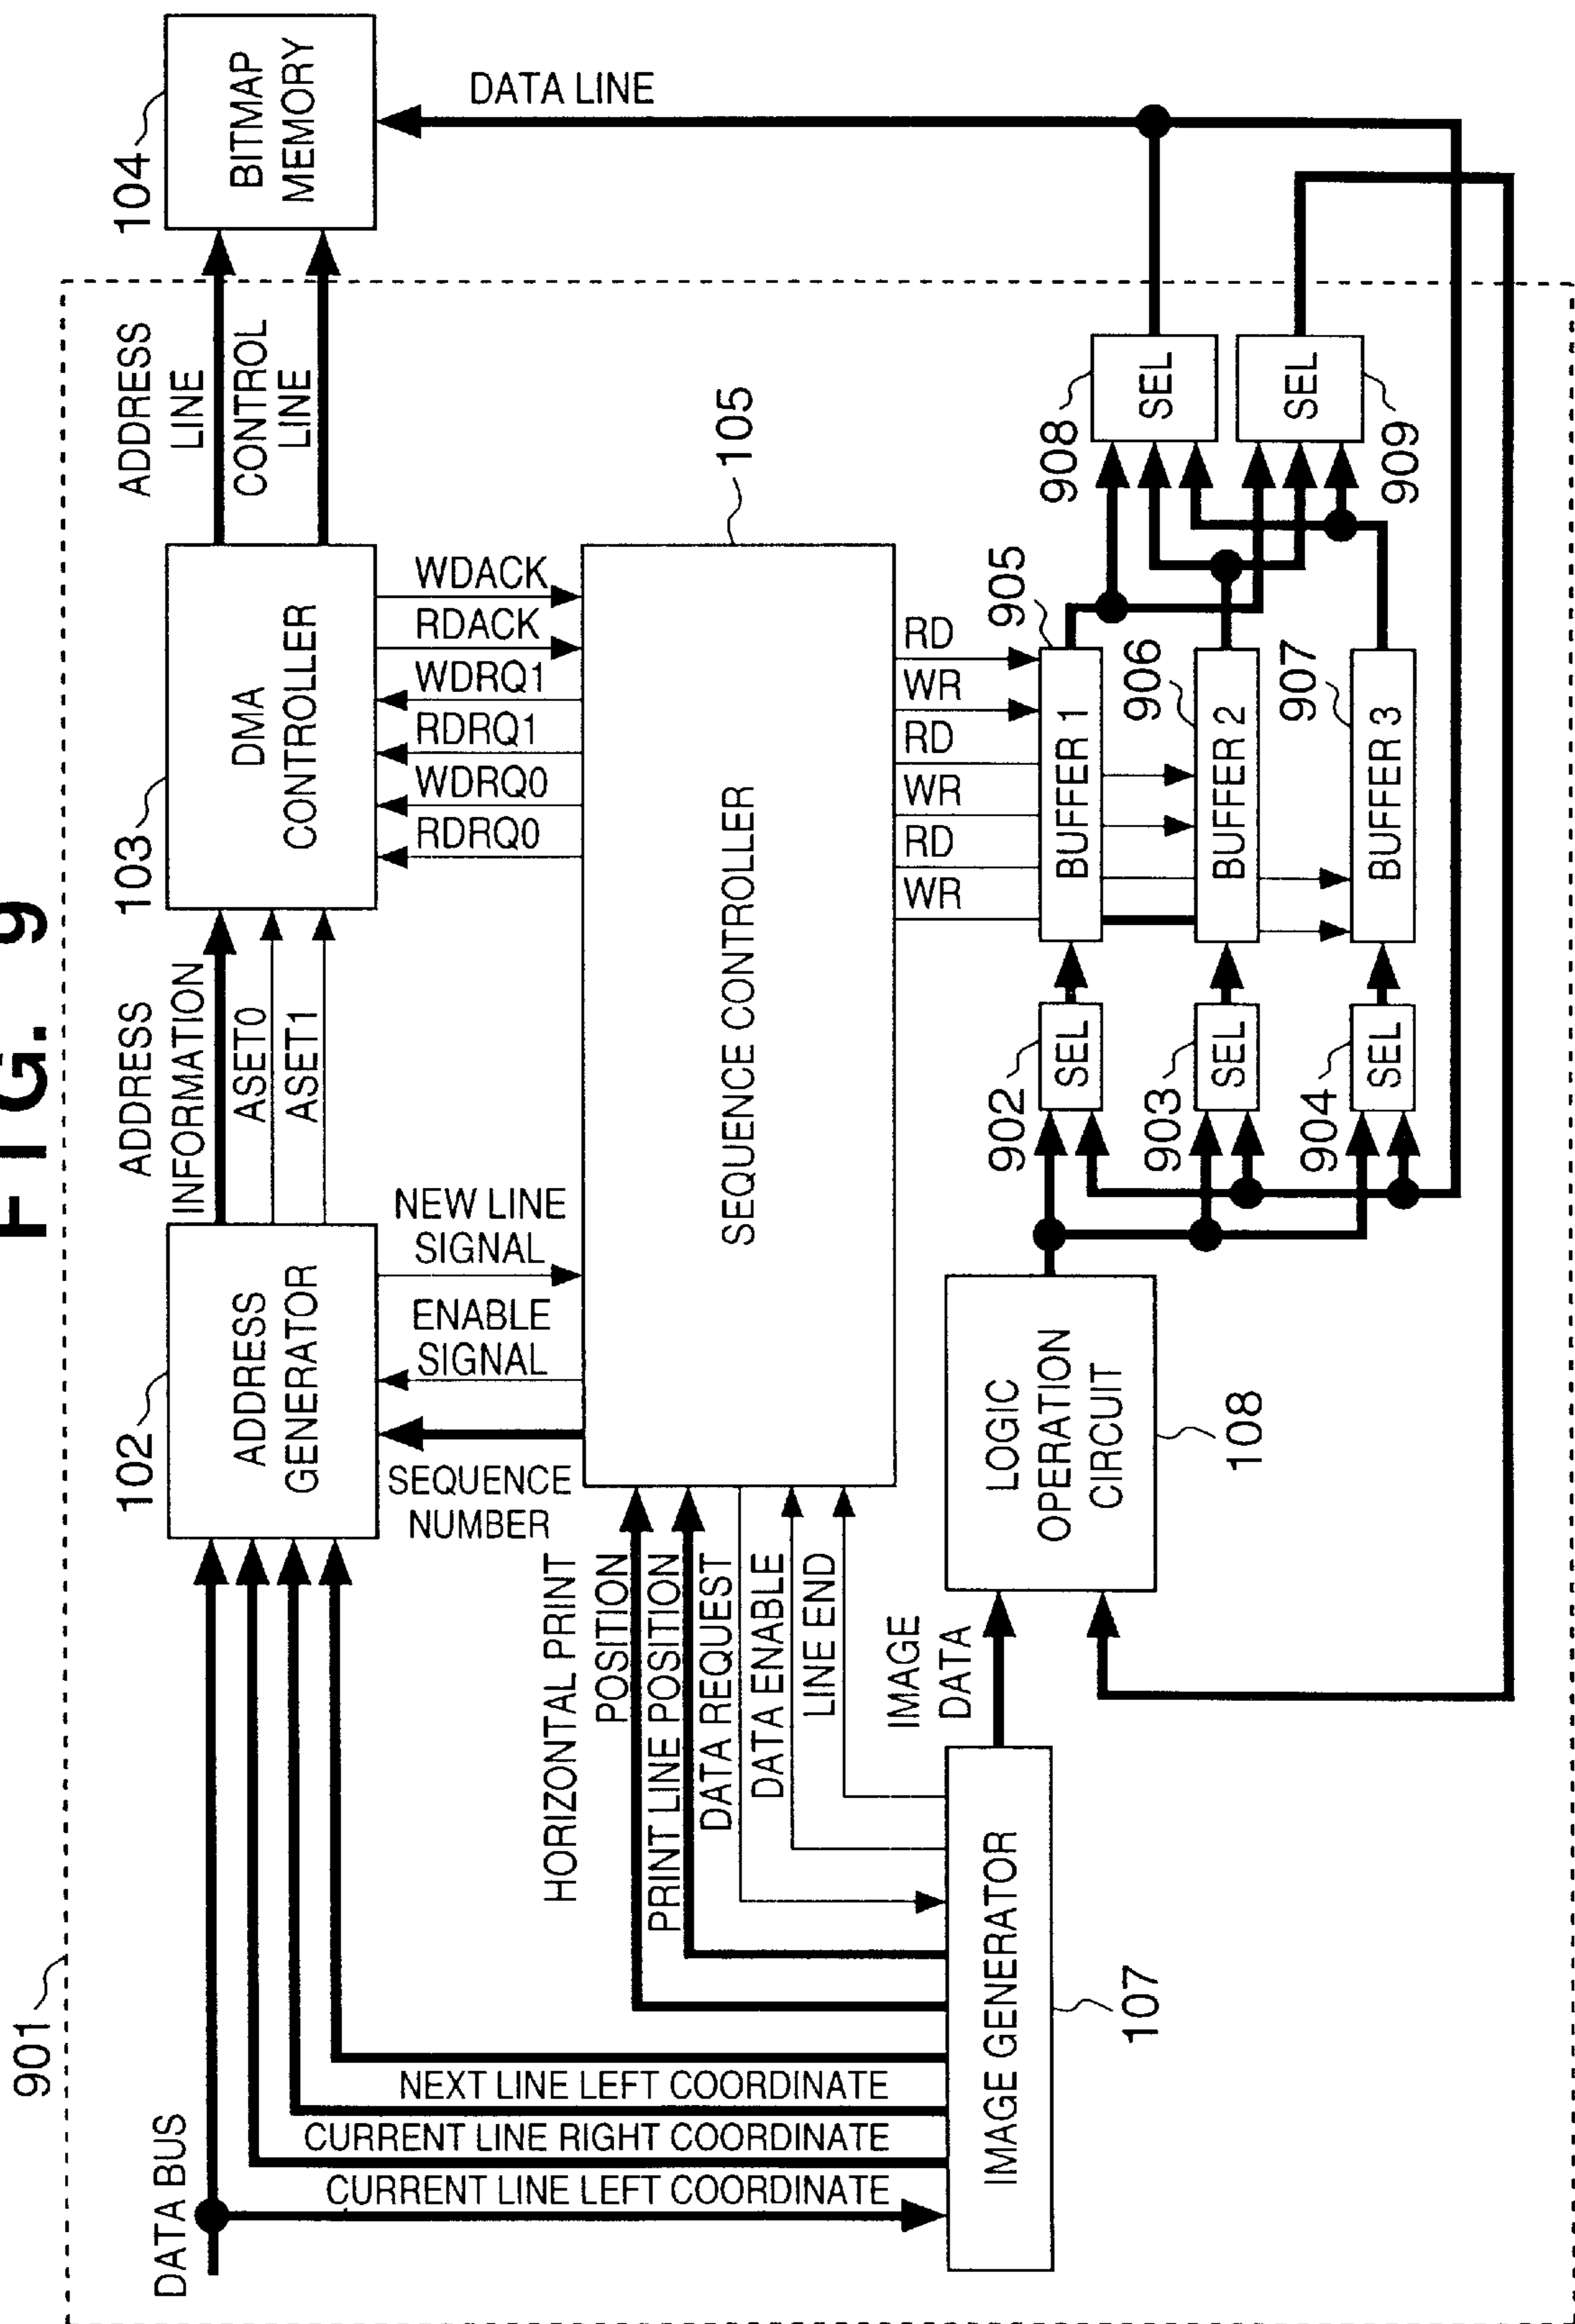 FIG. 9
901
DATA BUS
102
ADDRESS
GENERATOR
ADDRESS
INFORMATION
ASET0
ASET1
103
DMA
CONTROLLER
ADDRESS
LINE
CONTROL
LINE
104
BITMAP
MEMORY
DATA LINE
NEW LINE
SIGNAL
ENABLE
SIGNAL
SEQUENCE
NUMBER
WDACK
RDACK
WDRQ1
RDRQ1
WDRQ0
RDRQ0
105
SEQUENCE CONTROLLER
HORIZONTAL PRINT
POSITION
PRINT LINE POSITION
DATA REQUEST
DATA ENABLE
LINE END
NEXT LINE LEFT COORDINATE
CURRENT LINE RIGHT COORDINATE
CURRENT LINE LEFT COORDINATE
IMAGE GENERATOR
107
IMAGE
DATA
LOGIC
OPERATION
CIRCUIT
108
RD
WR
RD
WR
RD
WR
902
SEL
903
SEL
904
SEL
905
BUFFER 1
906
BUFFER 2
907
BUFFER 3
908
SEL
909
SEL